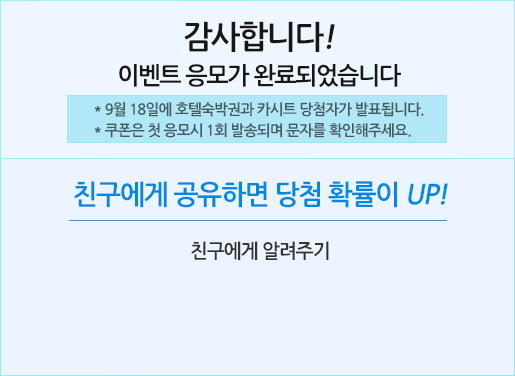 감사합니다!
이벤트 응모가 완료되었습니다
* 9월 18일에 호텔숙박권과 카시트 당첨자가 발표됩니다.
* 쿠폰은 첫 응모시 1회 발송되며 문자를 확인해주세요.
친구에게 공유하면 당첨 확률이 UP!
친구에게 알려주기